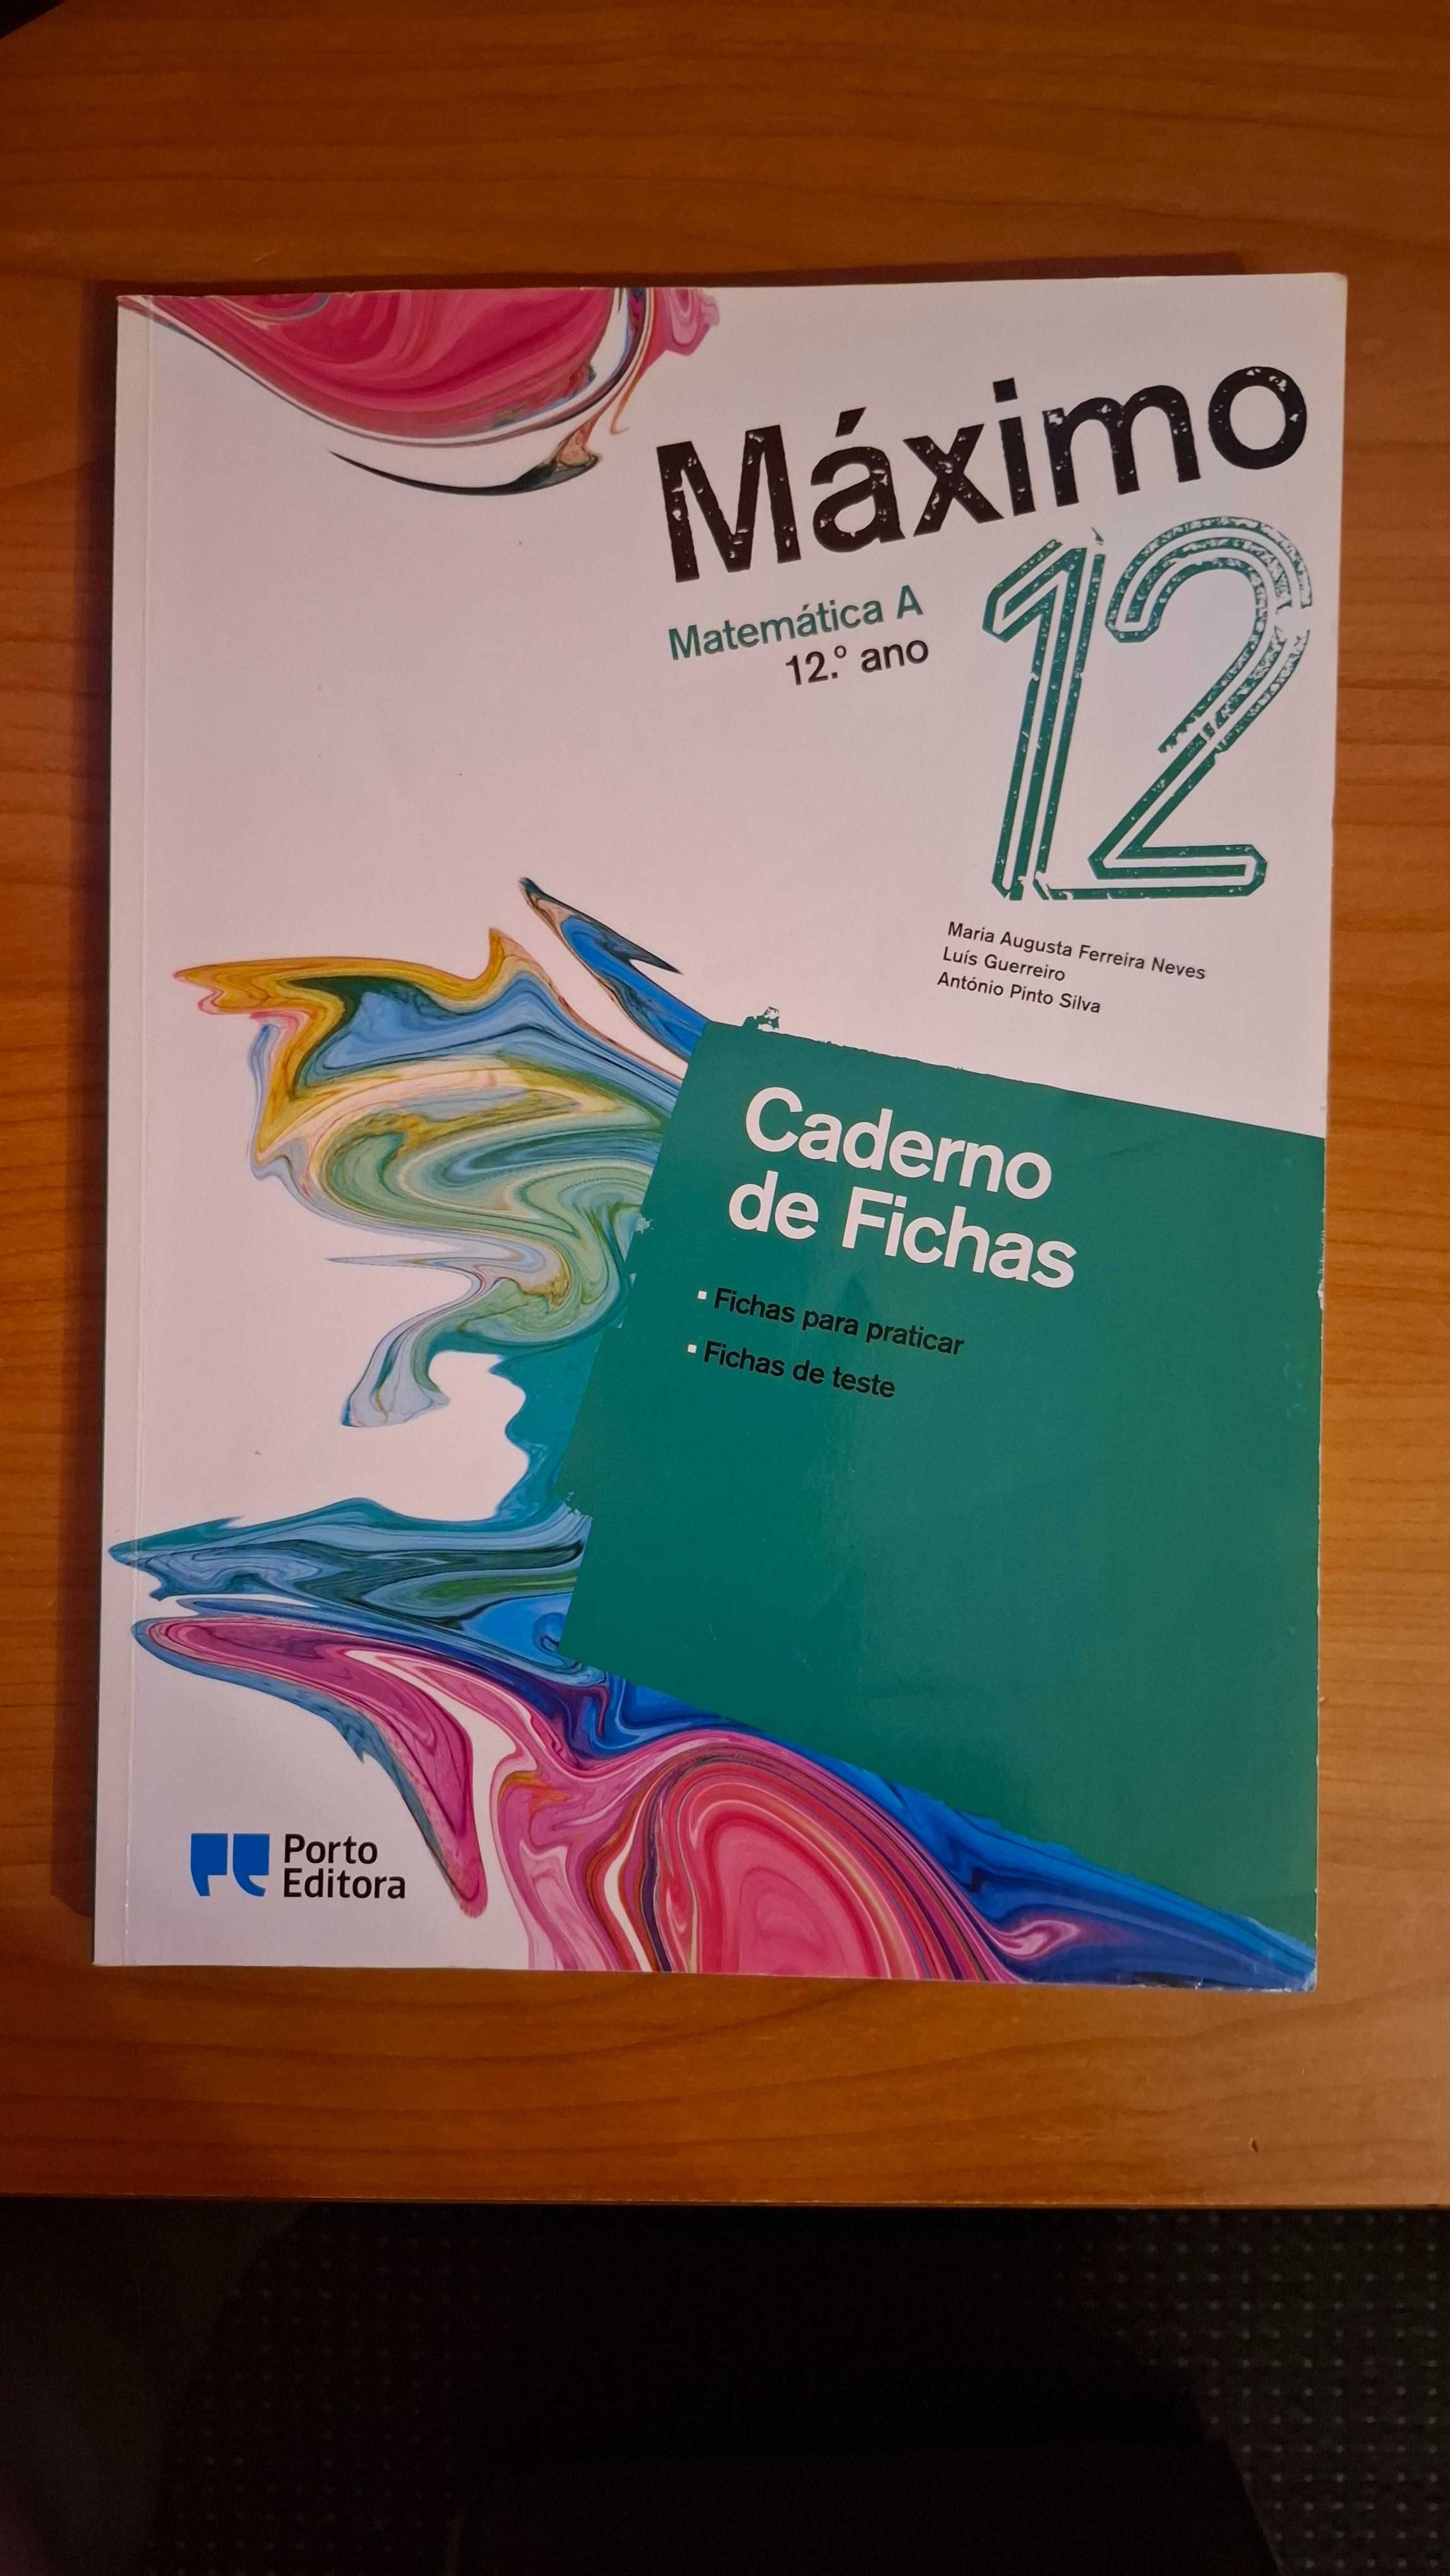 Máximo
12
Matemática A
12.º ano
Maria Augusta Ferreira Neves
Luís Guerreiro
António Pinto Silva
Caderno
de Fichas
▪ Fichas para praticar
▪ Fichas de teste
Porto
Editora